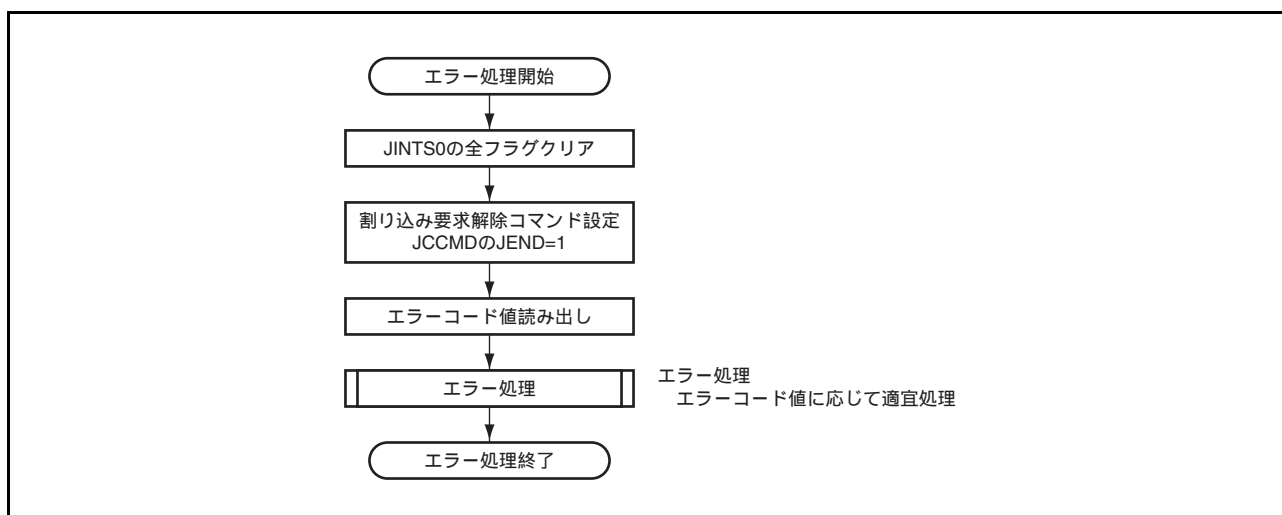 エラー処理開始
JINTS0の全フラグクリア
割り込み要求解除コマンド設定
JCCMDのJEND=1
エラーコード値読み出し
エラー処理
エラー処理
エラーコード値に応じて適宜処理
エラー処理終了